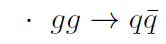 · gg → qq̄